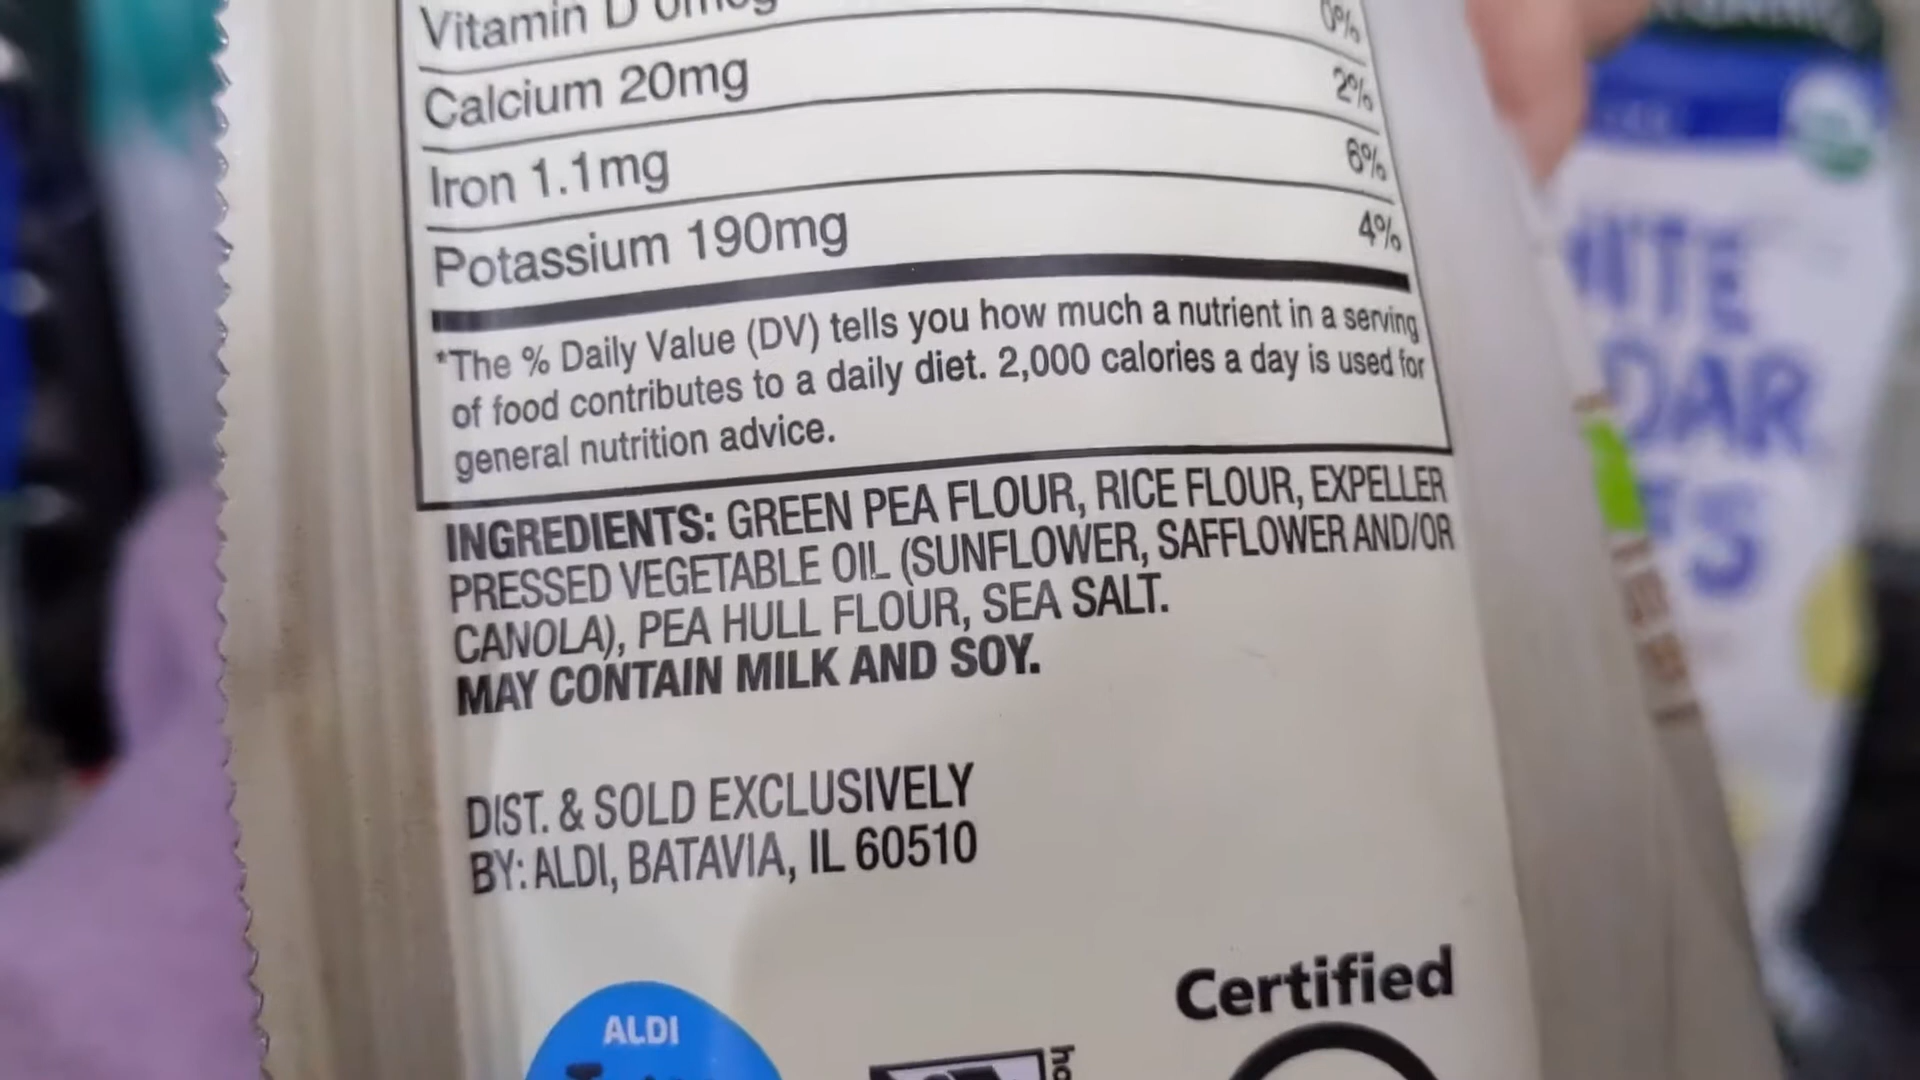 Vitamin D 0mcg 0%
Calcium 20mg 2%
Iron 1.1mg 6%
Potassium 190mg 4%
*The % Daily Value (DV) tells you how much a nutrient in a serving
of food contributes to a daily diet. 2,000 calories a day is used for
general nutrition advice.
INGREDIENTS: GREEN PEA FLOUR, RICE FLOUR, EXPELLER
PRESSED VEGETABLE OIL (SUNFLOWER, SAFFLOWER AND/OR
CANOLA), PEA HULL FLOUR, SEA SALT.
MAY CONTAIN MILK AND SOY.
DIST. & SOLD EXCLUSIVELY
BY: ALDI, BATAVIA, IL 60510
ALDI
Certified